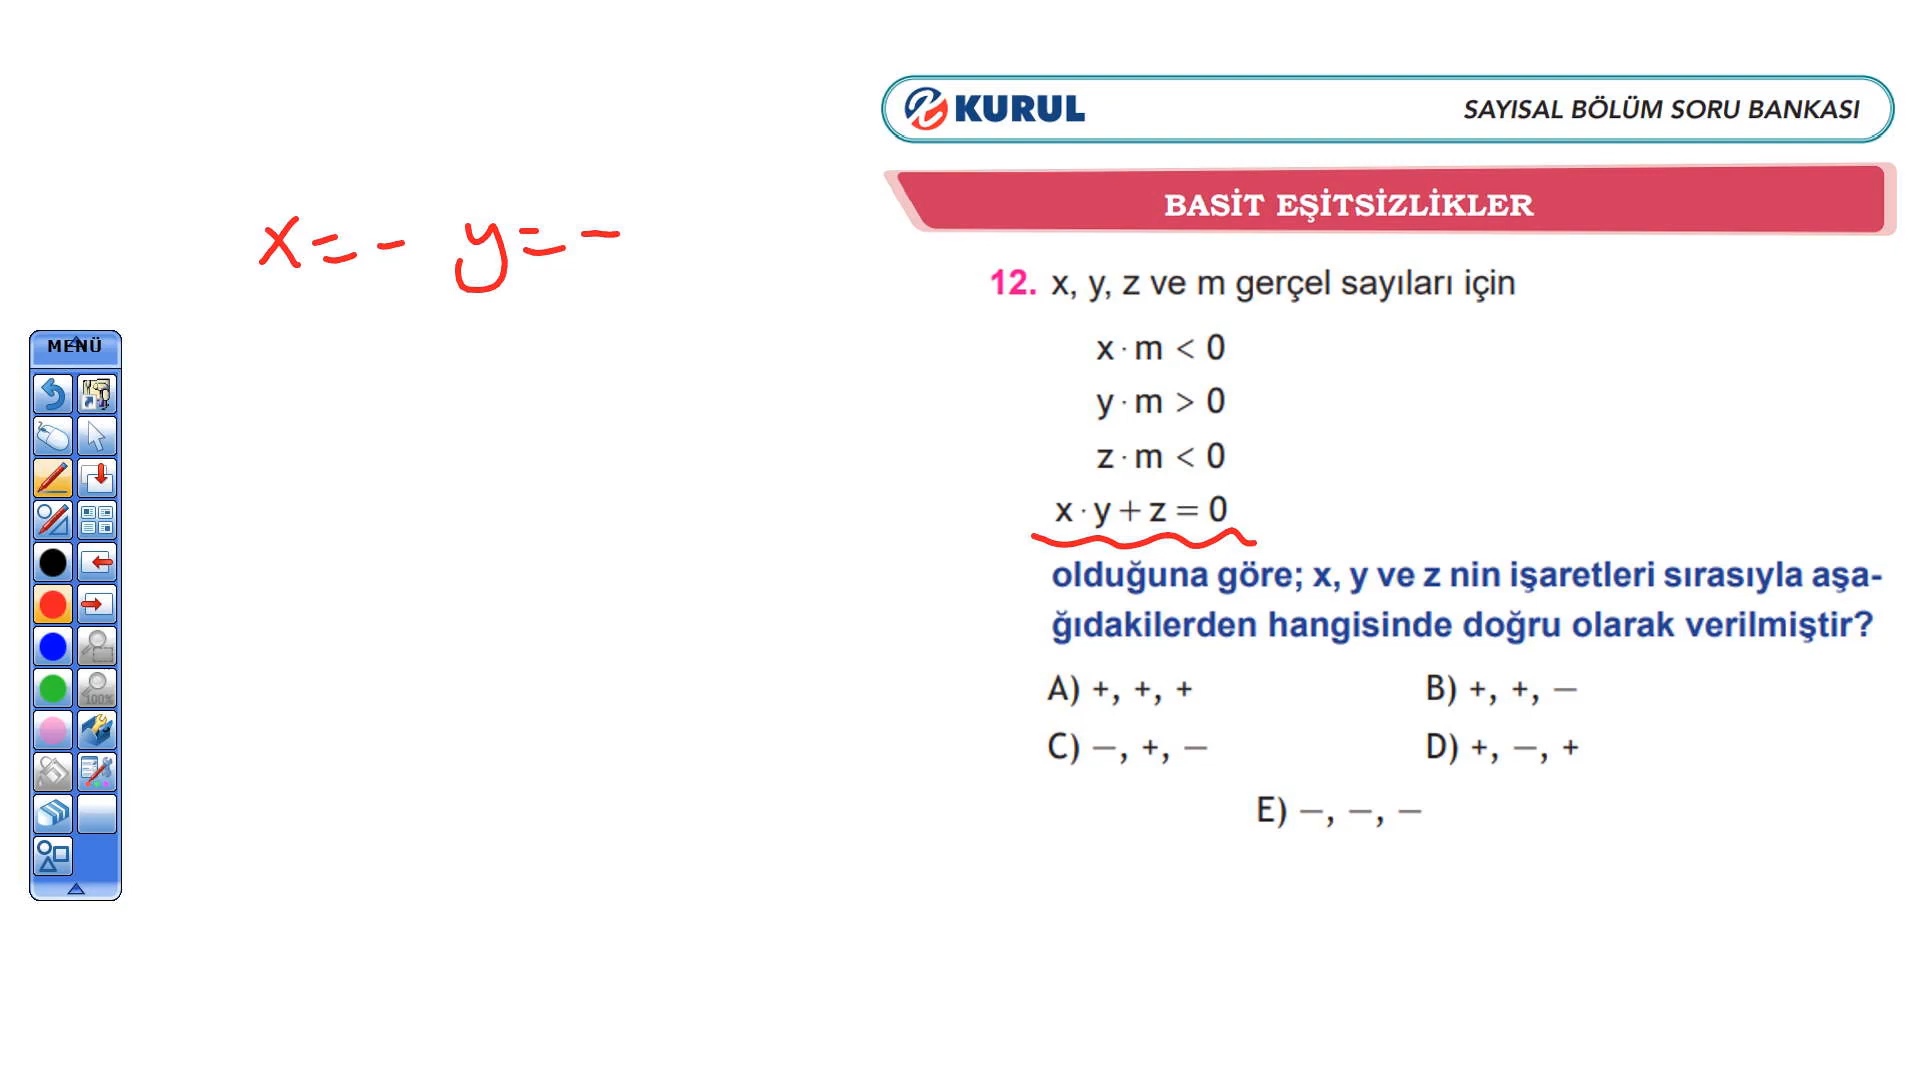 KURUL
SAYISAL BÖLÜM SORU BANKASI
BASİT EŞİTSİZLİKLER
x = - y = -
MENÜ
100%
12. x, y, z ve m gerçel sayıları için
x · m < 0
y · m > 0
z · m < 0
x · y + z = 0
olduğuna göre; x, y ve z nin işaretleri sırasıyla aşa-
ğıdakilerden hangisinde doğru olarak verilmiştir?
A) +, +, +
B) +, +, −
C) −, +, −
D) +, −, +
E) −, −, −